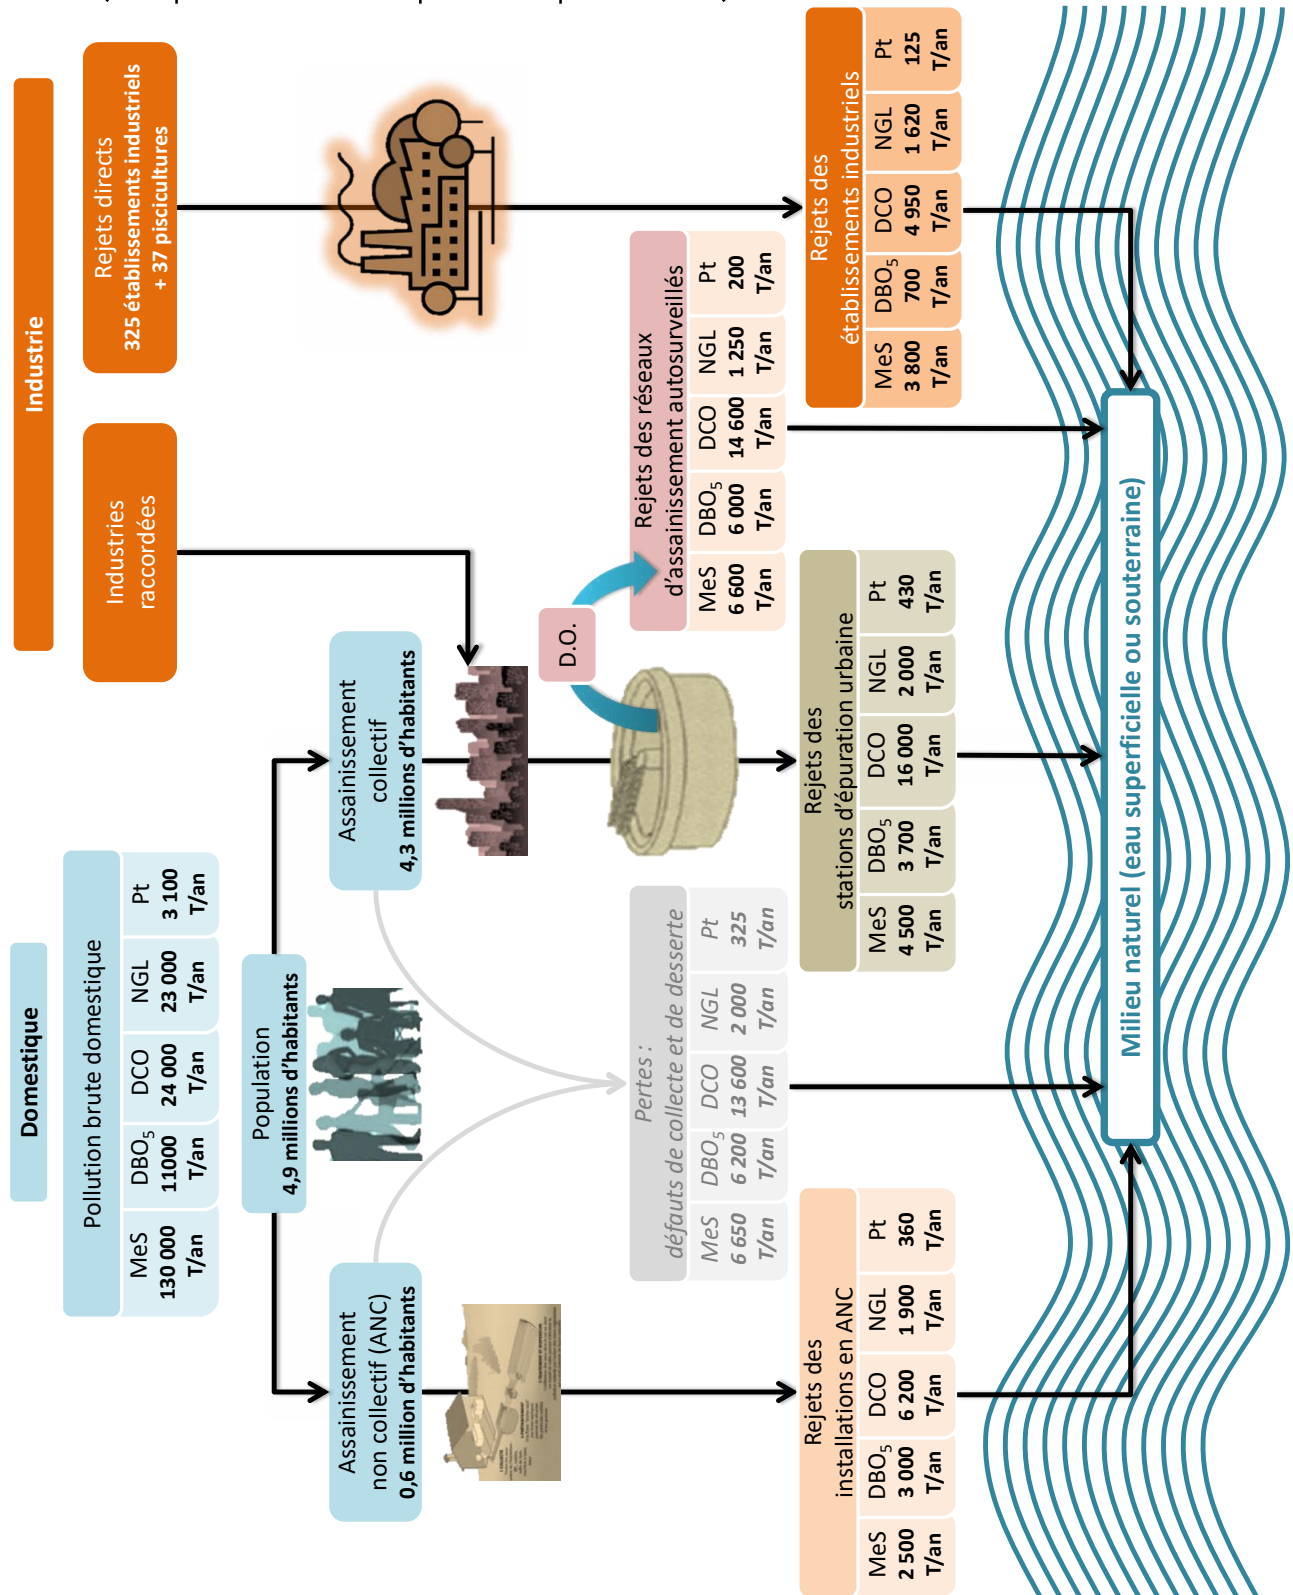 Domestique
Industrie
Pollution brute domestique
MeS
130 000
T/an
DBO5
11000
T/an
DCO
24 000
T/an
NGL
23 000
T/an
Pt
3 100
T/an
Industries
raccordées
Rejets directs
325 établissements industriels
+ 37 piscicultures
Population
4,9 millions d'habitants
Assainissement
non collectif (ANC)
0,6 million d'habitants
Assainissement
collectif
4,3 millions d'habitants
D.O.
Pertes :
défauts de collecte et de desserte
MeS
6 650
T/an
DBO5
6 200
T/an
DCO
13 600
T/an
NGL
2 000
T/an
Pt
325
T/an
Rejets des réseaux
d'assainissement autosurveillés
MeS
6 600
T/an
DBO5
6 000
T/an
DCO
14 600
T/an
NGL
1 250
T/an
Pt
200
T/an
Rejets des
installations en ANC
MeS
2 500
T/an
DBO5
3 000
T/an
DCO
6 200
T/an
NGL
1 900
T/an
Pt
360
T/an
Rejets des
stations d'épuration urbaine
MeS
4 500
T/an
DBO5
3 700
T/an
DCO
16 000
T/an
NGL
2 000
T/an
Pt
430
T/an
Rejets des
établissements industriels
MeS
3 800
T/an
DBO5
700
T/an
DCO
4 950
T/an
NGL
1 620
T/an
Pt
125
T/an
Milieu naturel (eau superficielle ou souterraine)